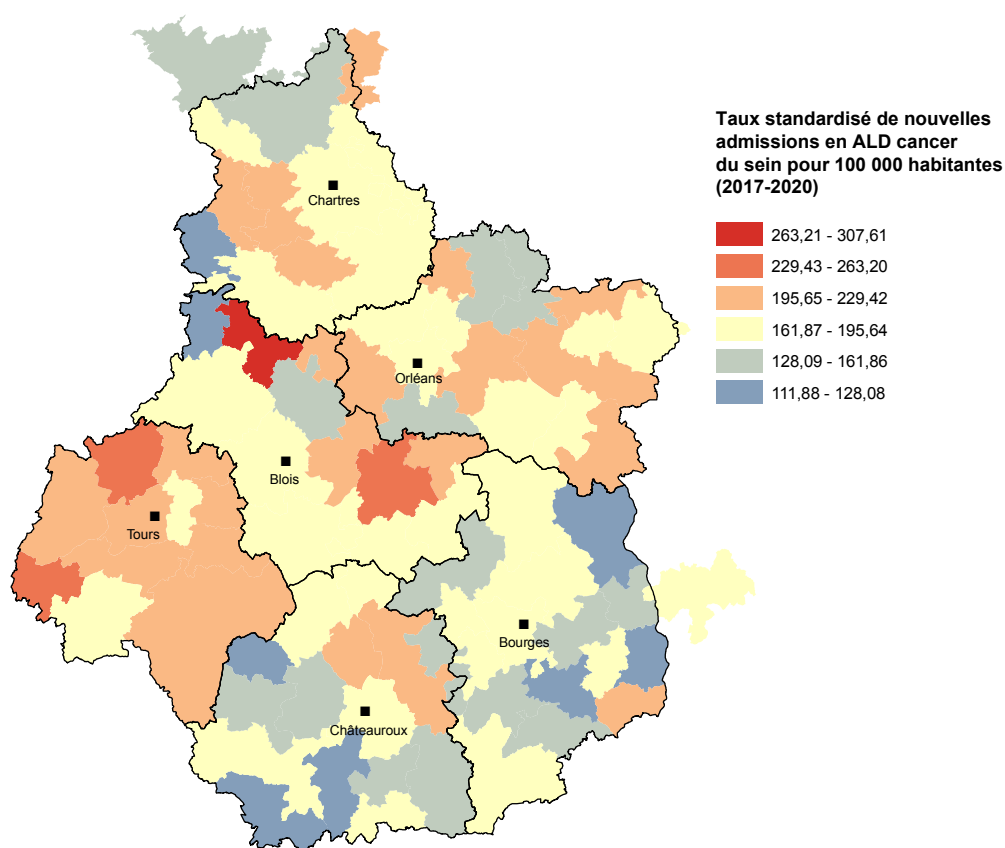 Taux standardisé de nouvelles
admissions en ALD cancer
du sein pour 100 000 habitantes
(2017-2020)
263,21 - 307,61
229,43 - 263,20
195,65 - 229,42
161,87 - 195,64
128,09 - 161,86
111,88 - 128,08
Chartres
Orléans
Blois
Tours
Bourges
Châteauroux